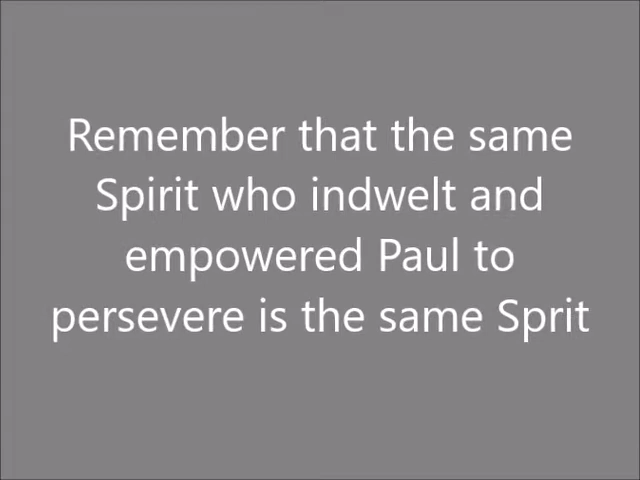 Remember that the same
Spirit who indwelt and
empowered Paul to
persevere is the same Sprit